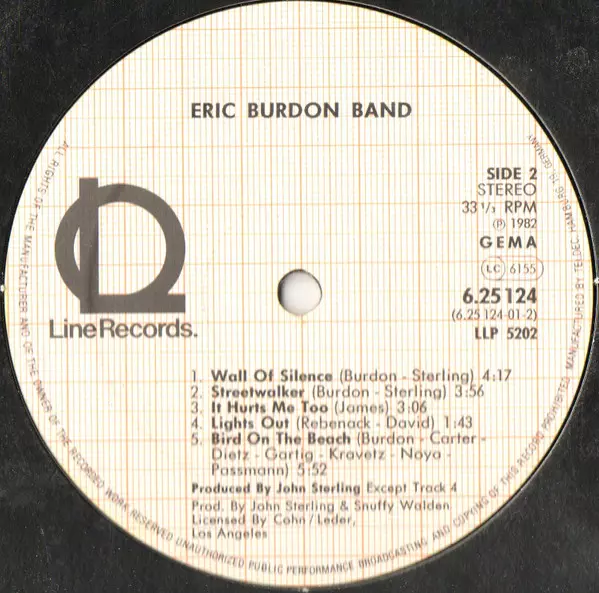 ERIC BURDON BAND
SIDE 2
STEREO
33 ⅓ RPM
Ⓟ 1982
GEMA
LC 6155
6.25124
(6.25 124-01-2)
LLP 5202
LineRecords.
1. Wall Of Silence (Burdon - Sterling) 4:17
2. Streetwalker (Burdon - Sterling) 3:56
3. It Hurts Me Too (James) 3:06
4. Lights Out (Rebenack - David) 1:43
5. Bird On The Beach (Burdon - Carter -
Dietz - Gartig - Kravetz - Noya -
Passmann) 5:52
Produced By John Sterling Except Track 4
Prod. By John Sterling & Snuffy Walden
Licensed By Cohn/Leder,
Los Angeles
ALL RIGHTS OF THE MANUFACTURER AND OF THE OWNER OF THE RECORDED WORK RESERVED UNAUTHORIZED PUBLIC PERFORMANCE BROADCASTING AND COPYING OF THIS RECORD PROHIBITED MANUFACTURED BY TELDEC, HAMBURG 19, GERMANY